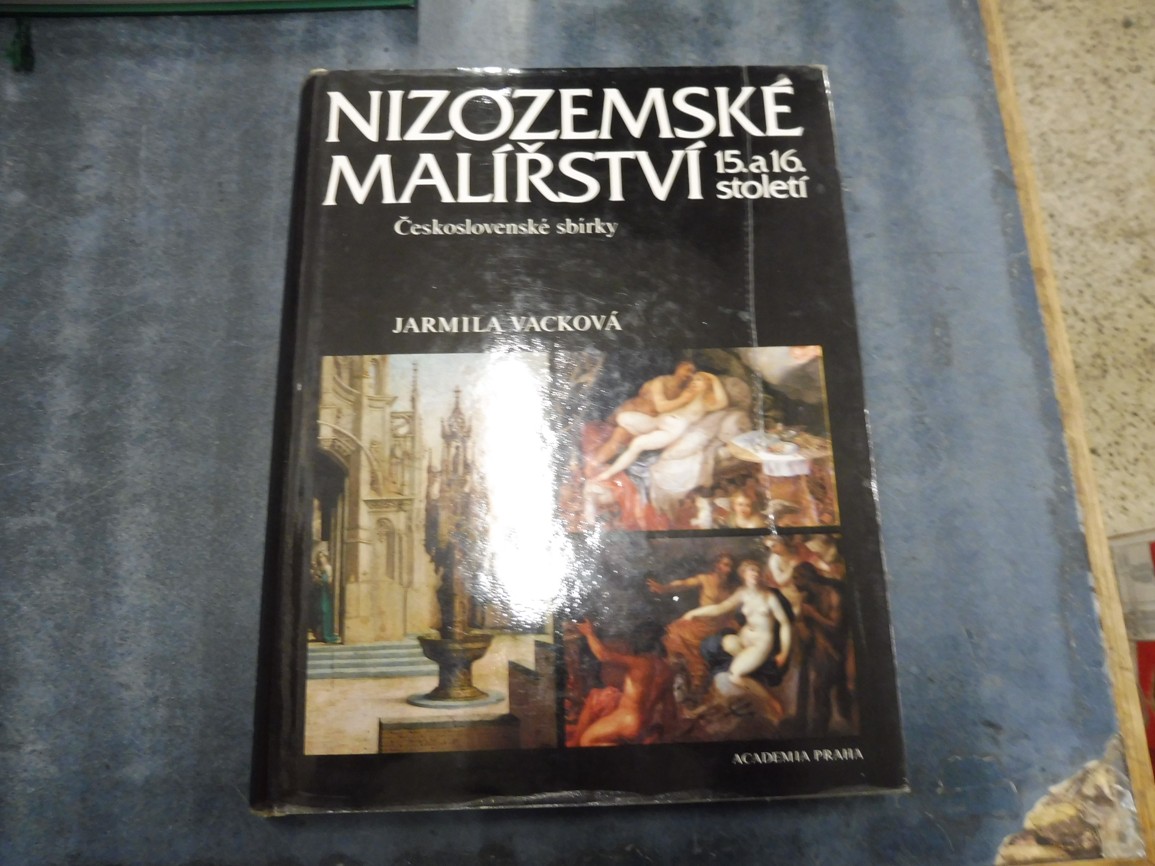 NIZOZEMSKÉ
MALÍŘSTVÍ 15. a 16.
století
Československé sbírky
JARMILA VACKOVÁ
ACADEMIA PRAHA